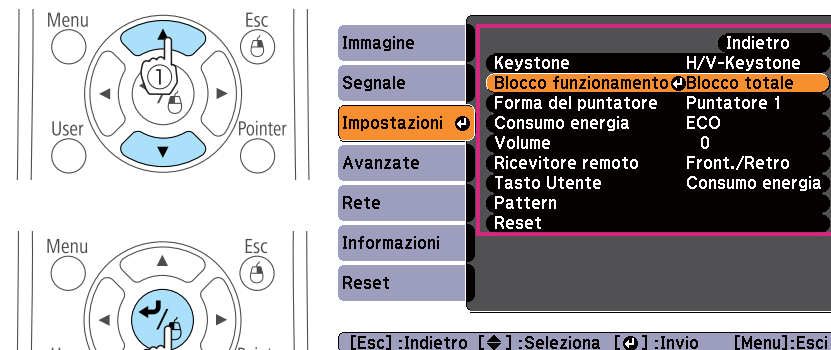 Menu
Esc
1
User
Pointer
Menu
Esc
Immagine
Segnale
Impostazioni
Avanzate
Rete
Informazioni
Reset
Indietro
Keystone H/V-Keystone
Blocco funzionamento Blocco totale
Forma del puntatore Puntatore 1
Consumo energia ECO
Volume 0
Ricevitore remoto Front./Retro
Tasto Utente Consumo energia
Pattern
Reset
[Esc] :Indietro [◆] :Seleziona [↵] :Invio [Menu]:Esci